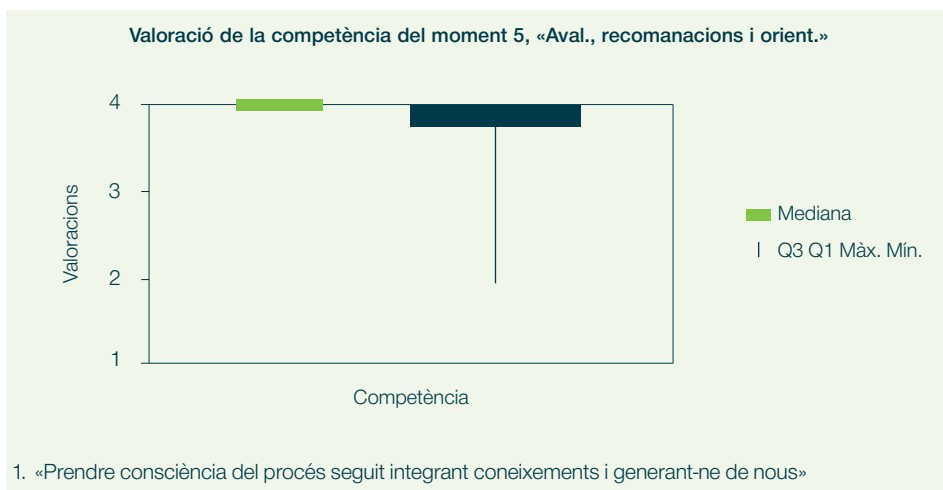 Valoració de la competència del moment 5, «Aval., recomanacions i orient.»
4
3
2
1
Valoracions
Competència
Mediana
Q3 Q1 Màx. Mín.
1. «Prendre consciència del procés seguit integrant coneixements i generant-ne de nous»